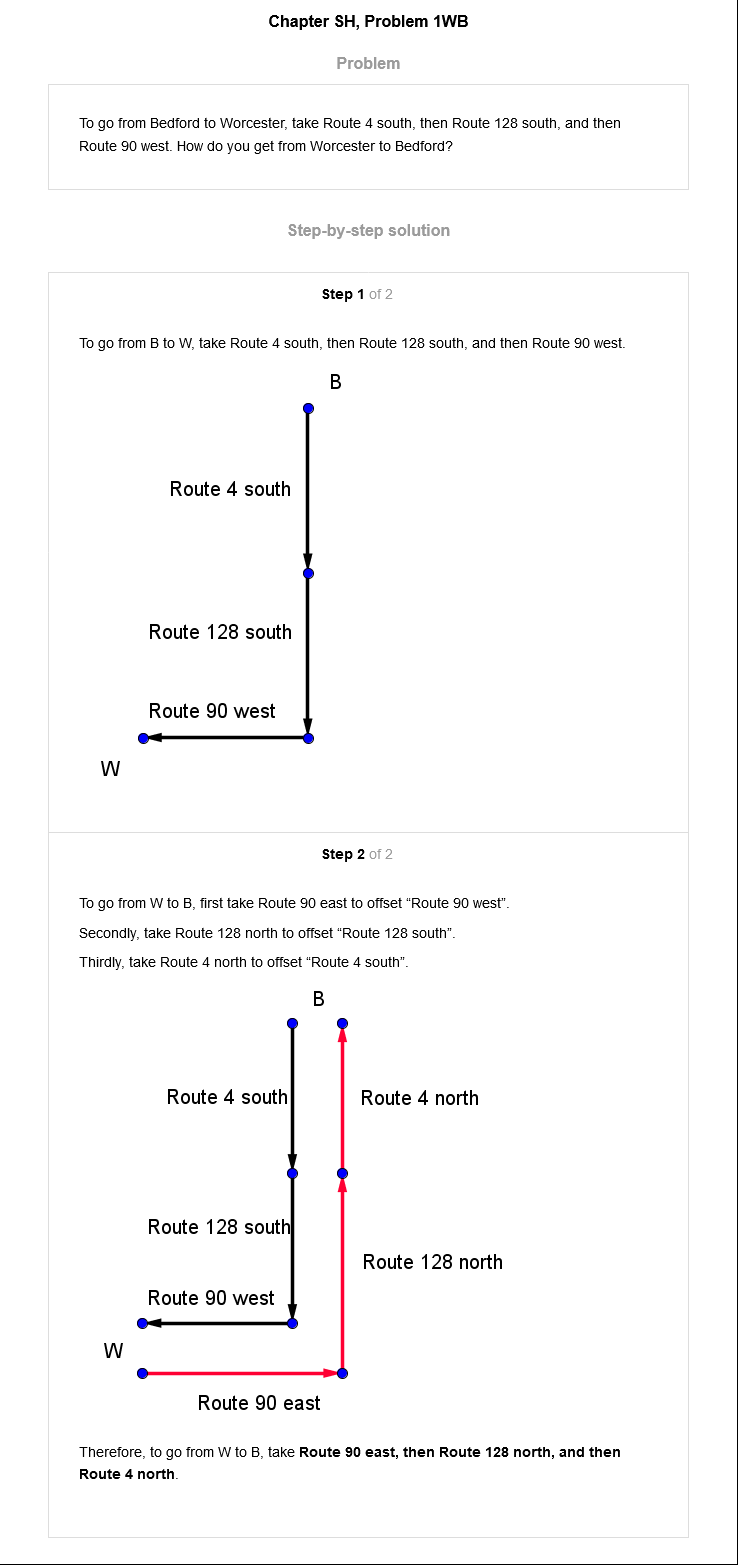 Chapter SH, Problem 1WB
Problem
To go from Bedford to Worcester, take Route 4 south, then Route 128 south, and then
Route 90 west. How do you get from Worcester to Bedford?
Step-by-step solution
Step 1 of 2
To go from B to W, take Route 4 south, then Route 128 south, and then Route 90 west.
B
Route 4 south
Route 128 south
Route 90 west
W
Step 2 of 2
To go from W to B, first take Route 90 east to offset “Route 90 west”.
Secondly, take Route 128 north to offset “Route 128 south”.
Thirdly, take Route 4 north to offset “Route 4 south”.
B
Route 4 south
Route 4 north
Route 128 south
Route 128 north
Route 90 west
W
Route 90 east
Therefore, to go from W to B, take Route 90 east, then Route 128 north, and then
Route 4 north.